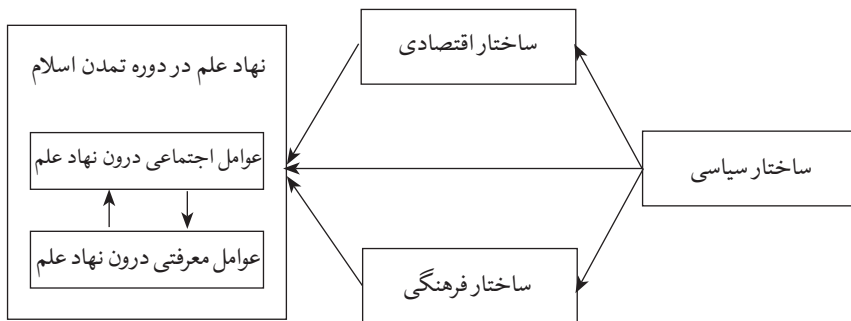 ساختار اقتصادی
نهاد علم در دوره تمدن اسلام
عوامل اجتماعی درون نهاد علم
ساختار سیاسی
عوامل معرفتی درون نهاد علم
ساختار فرهنگی